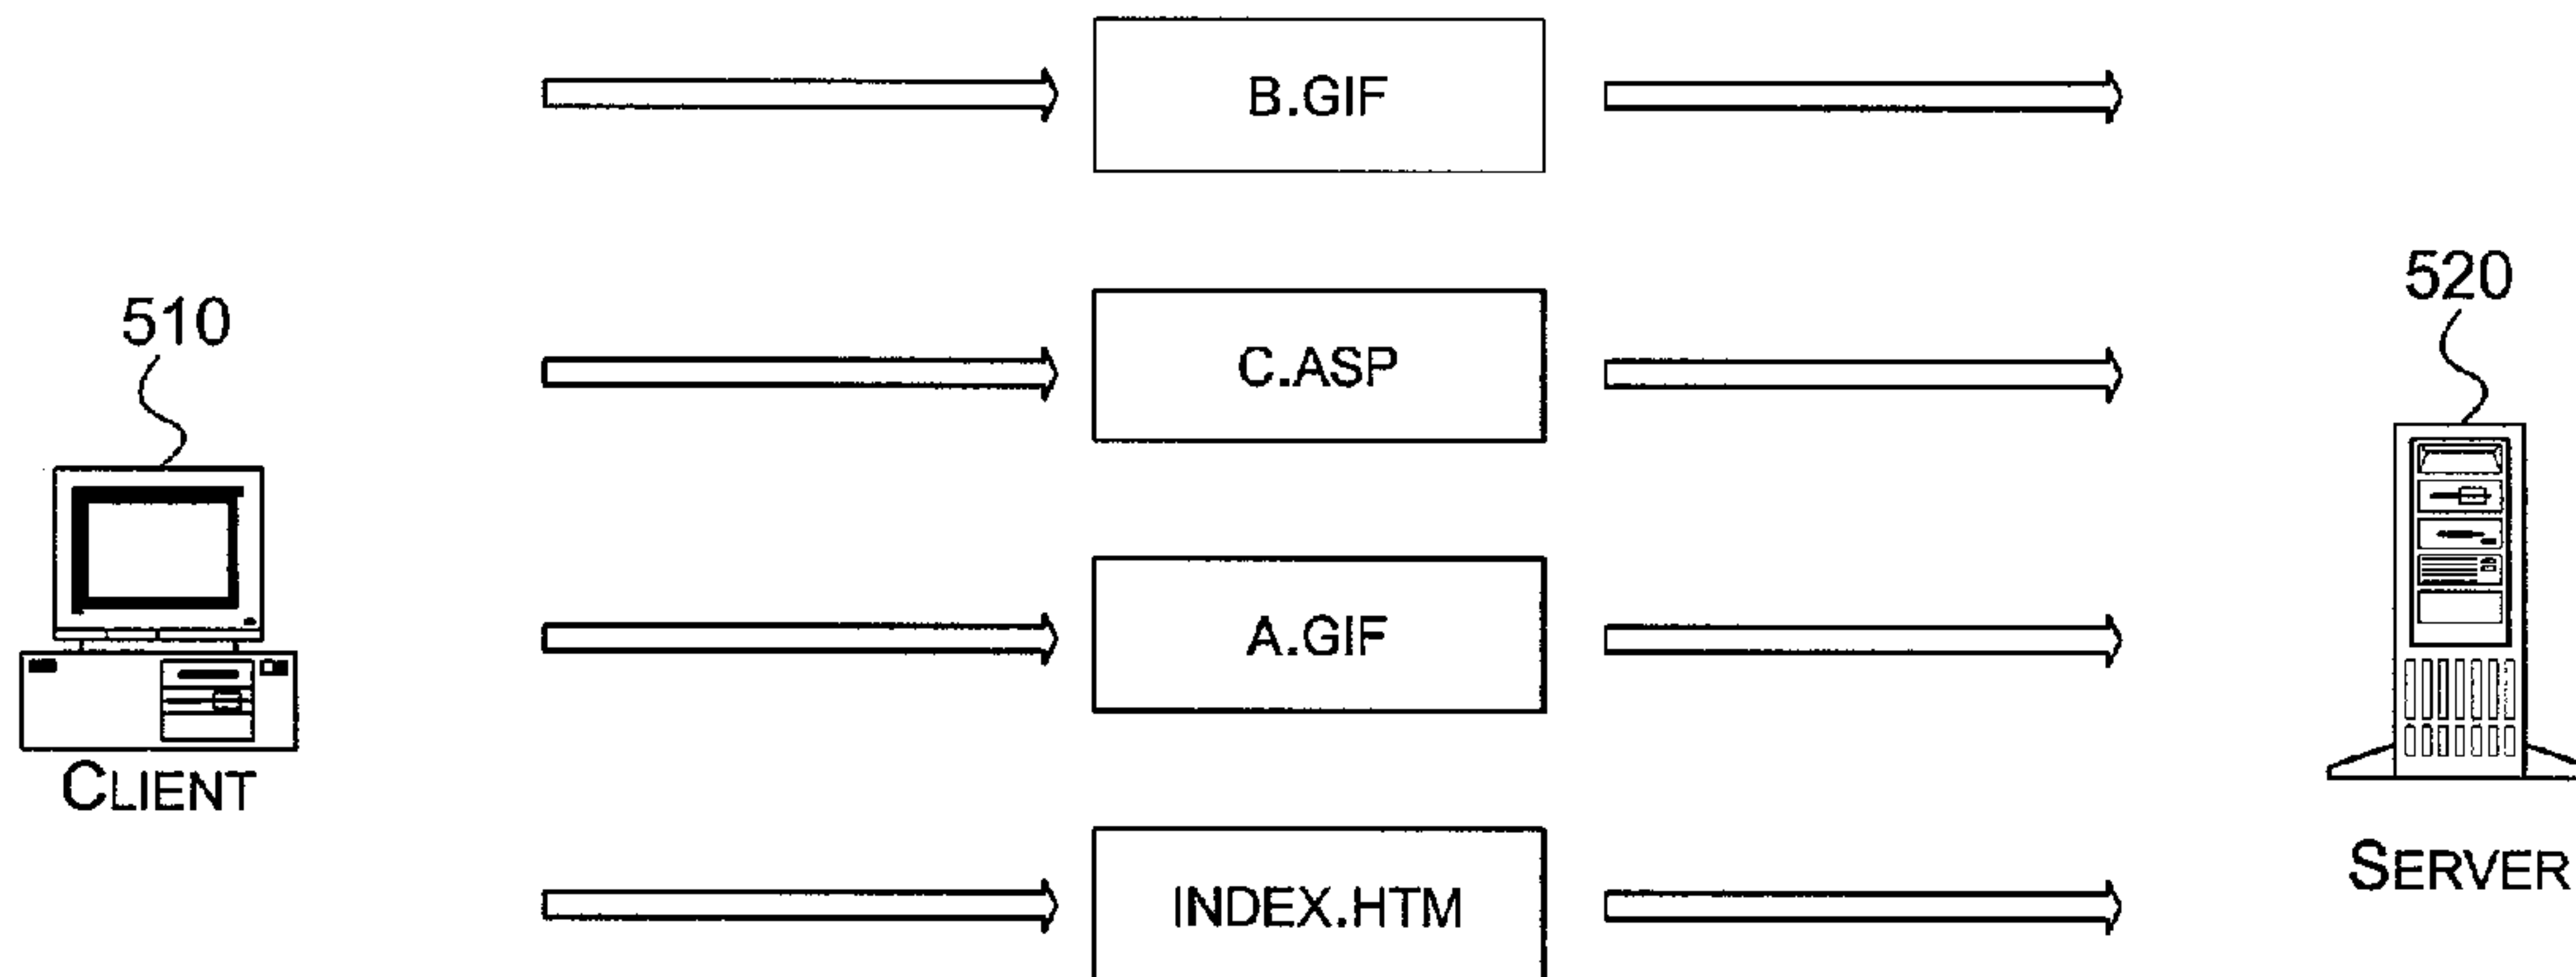 B.GIF
520
510
C.ASP
A.GIF
CLIENT
SERVER
INDEX.HTM